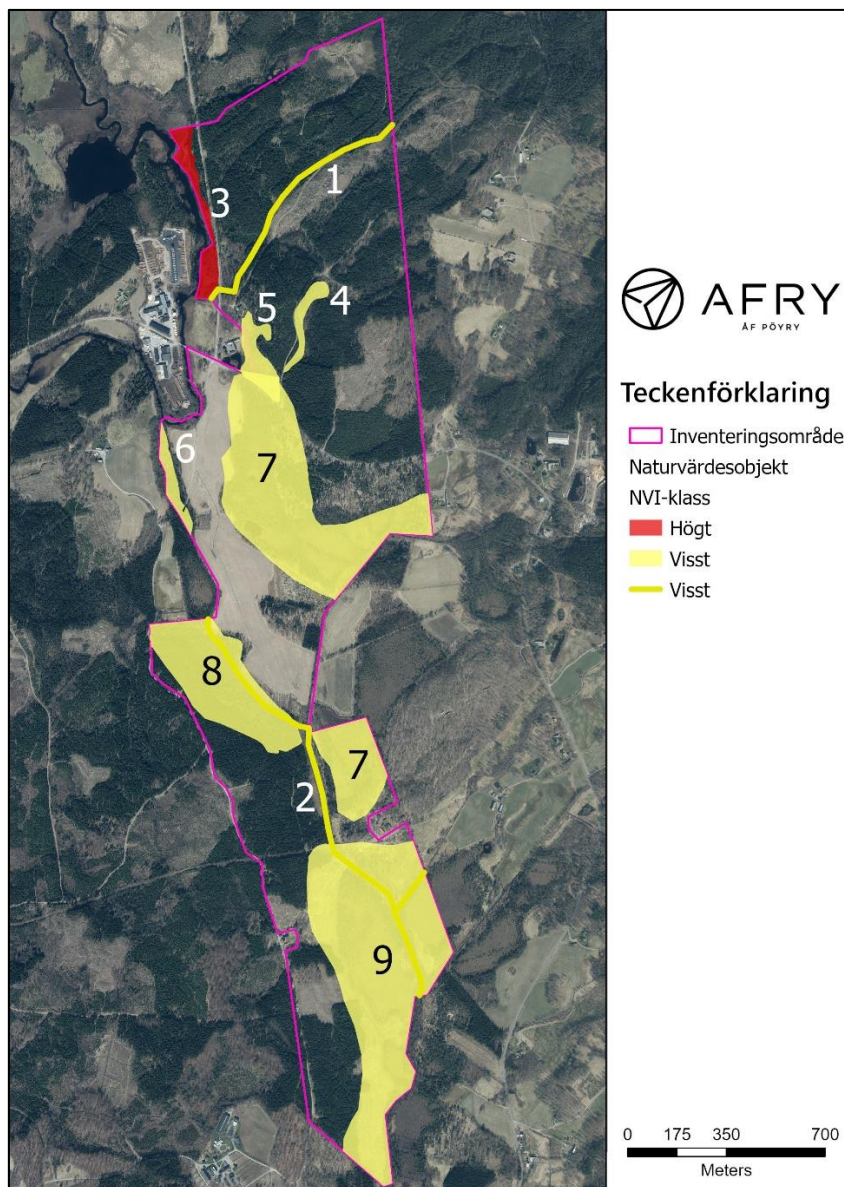 1
3
4
5
6
7
8
7
2
9
AFRY
ÅF PÖYRY
Teckenförklaring
Inventeringsområde
Naturvärdesobjekt
NVI-klass
Högt
Visst
Visst
0 175 350 700
Meters